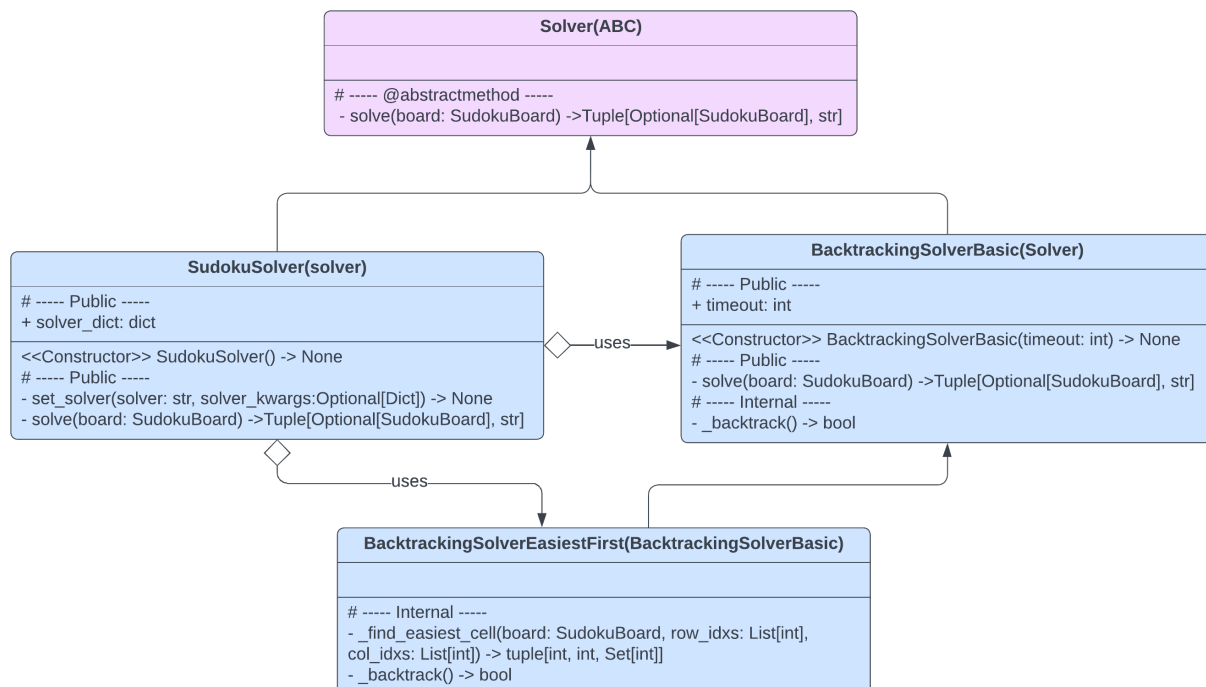 Solver(ABC)
# ----- @abstractmethod -----
- solve(board: SudokuBoard) ->Tuple[Optional[SudokuBoard], str]
SudokuSolver(solver)
# ----- Public -----
+ solver_dict: dict
<<Constructor>> SudokuSolver() -> None
# ----- Public -----
- set_solver(solver: str, solver_kwargs:Optional[Dict]) -> None
- solve(board: SudokuBoard) ->Tuple[Optional[SudokuBoard], str]
uses
BacktrackingSolverBasic(Solver)
# ----- Public -----
+ timeout: int
<<Constructor>> BacktrackingSolverBasic(timeout: int) -> None
# ----- Public -----
- solve(board: SudokuBoard) ->Tuple[Optional[SudokuBoard], str]
# ----- Internal -----
- _backtrack() -> bool
uses
BacktrackingSolverEasiestFirst(BacktrackingSolverBasic)
# ----- Internal -----
- _find_easiest_cell(board: SudokuBoard, row_idxs: List[int],
col_idxs: List[int]) -> tuple[int, int, Set[int]]
- _backtrack() -> bool